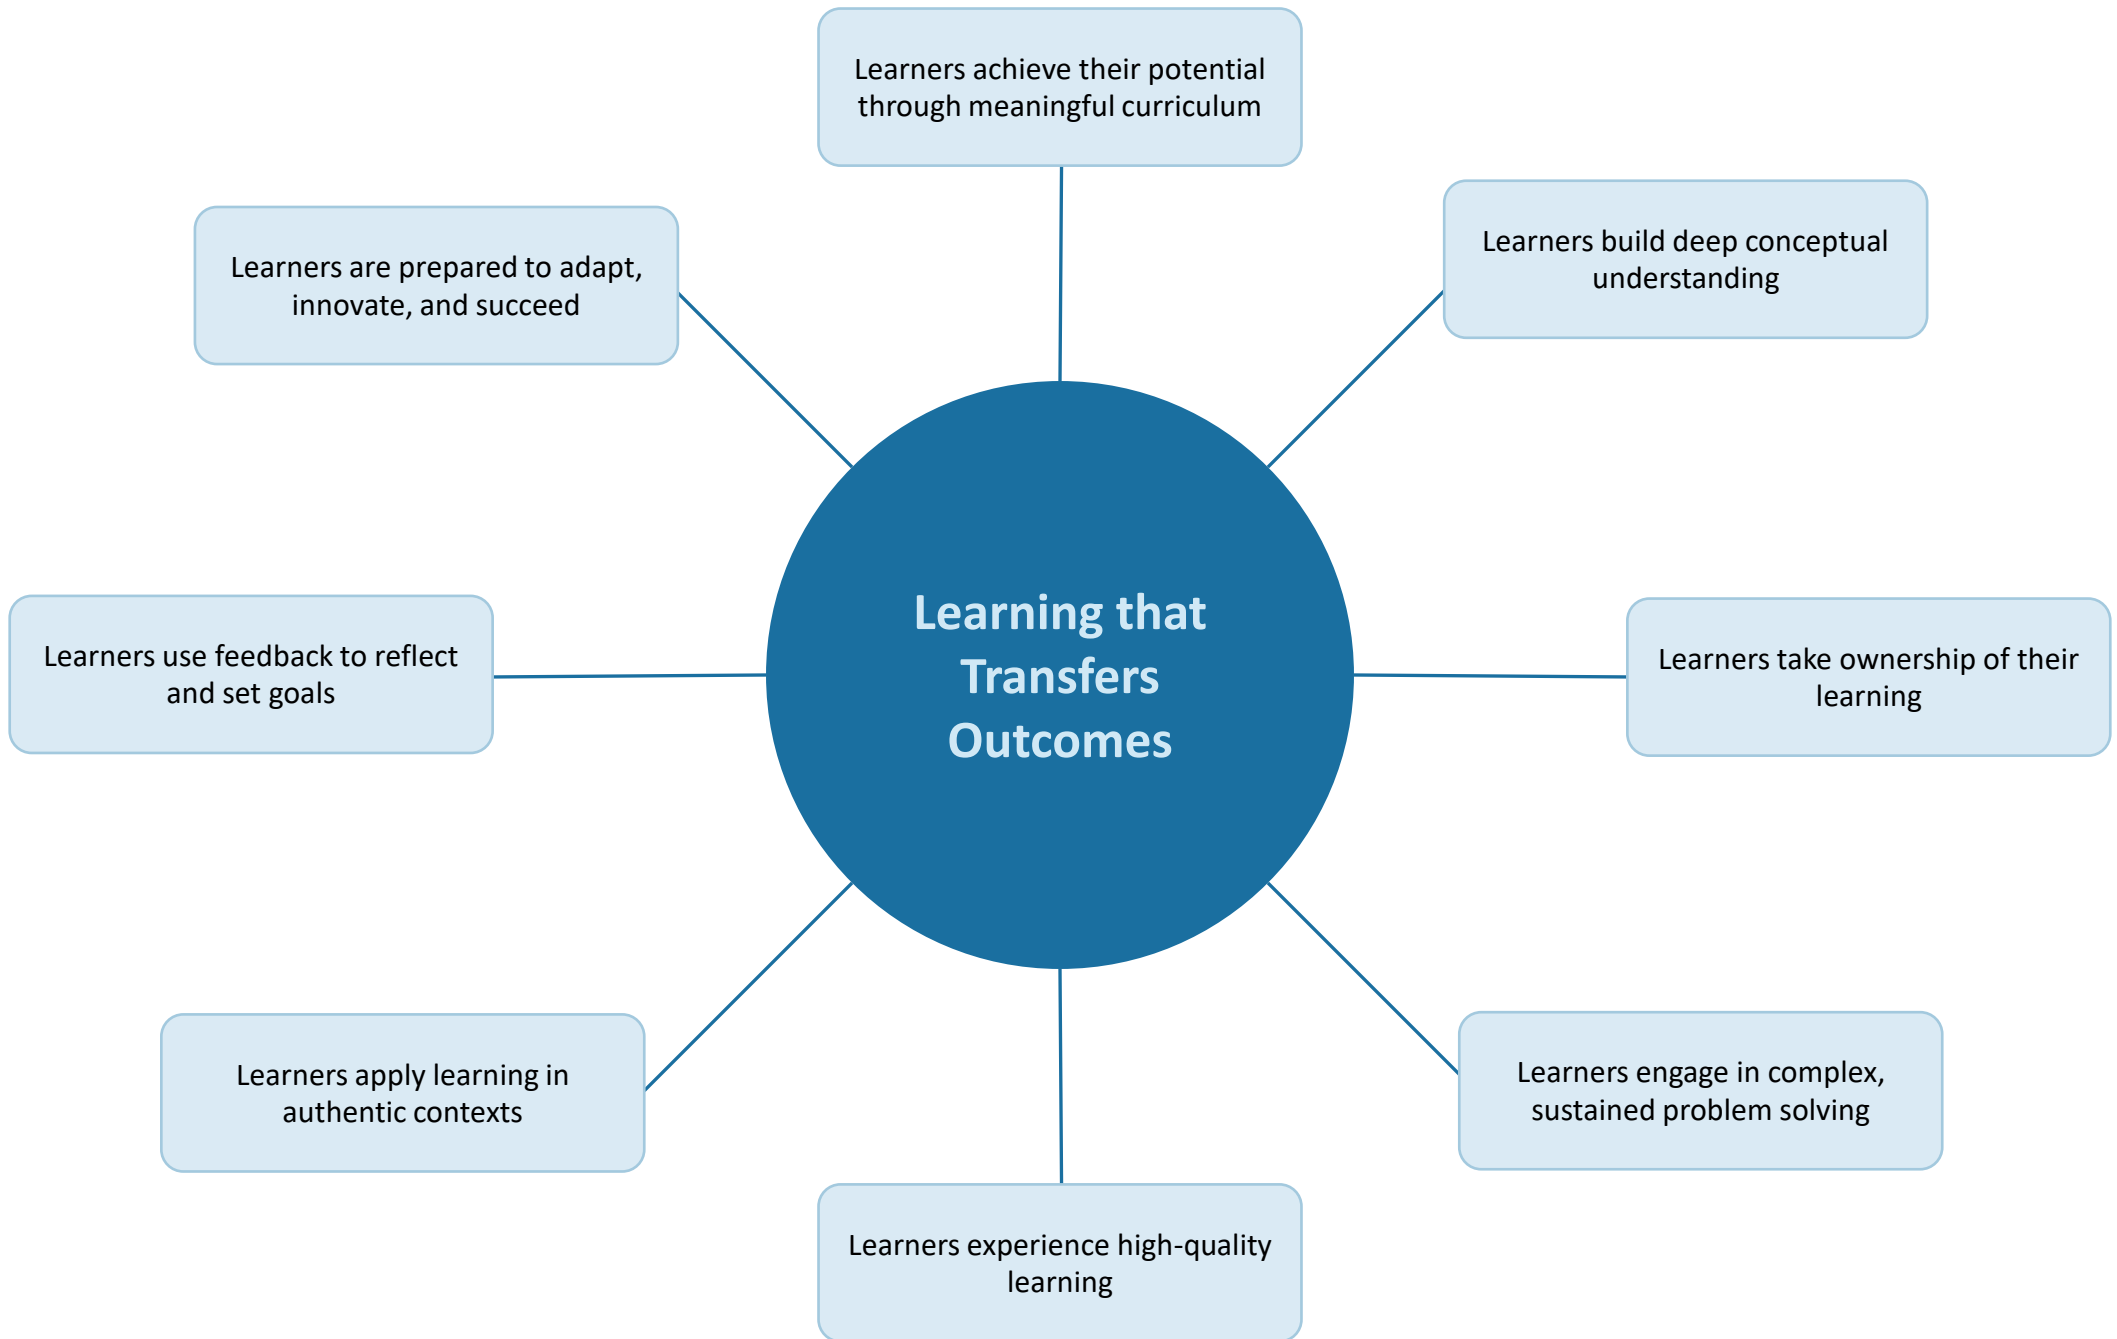 Learners achieve their potential
through meaningful curriculum
Learners build deep conceptual
understanding
Learners take ownership of their
learning
Learners engage in complex,
sustained problem solving
Learners experience high-quality
learning
Learners apply learning in
authentic contexts
Learners use feedback to reflect
and set goals
Learners are prepared to adapt,
innovate, and succeed
Learning that
Transfers
Outcomes